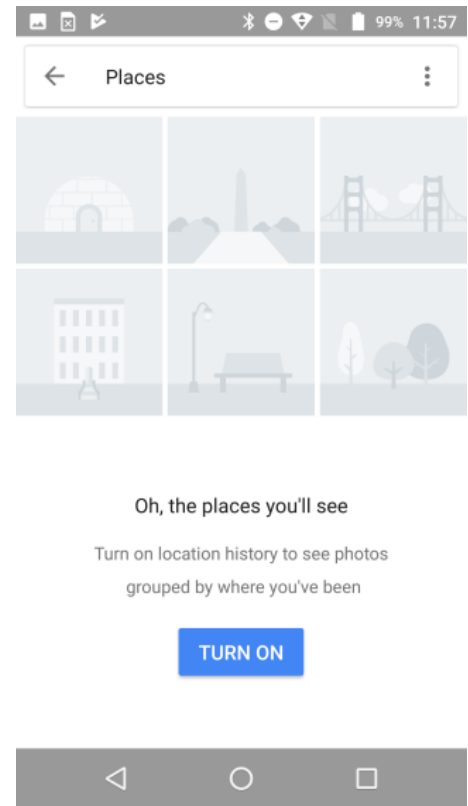 99% 11:57
Places
Oh, the places you'll see
Turn on location history to see photos
grouped by where you've been
TURN ON